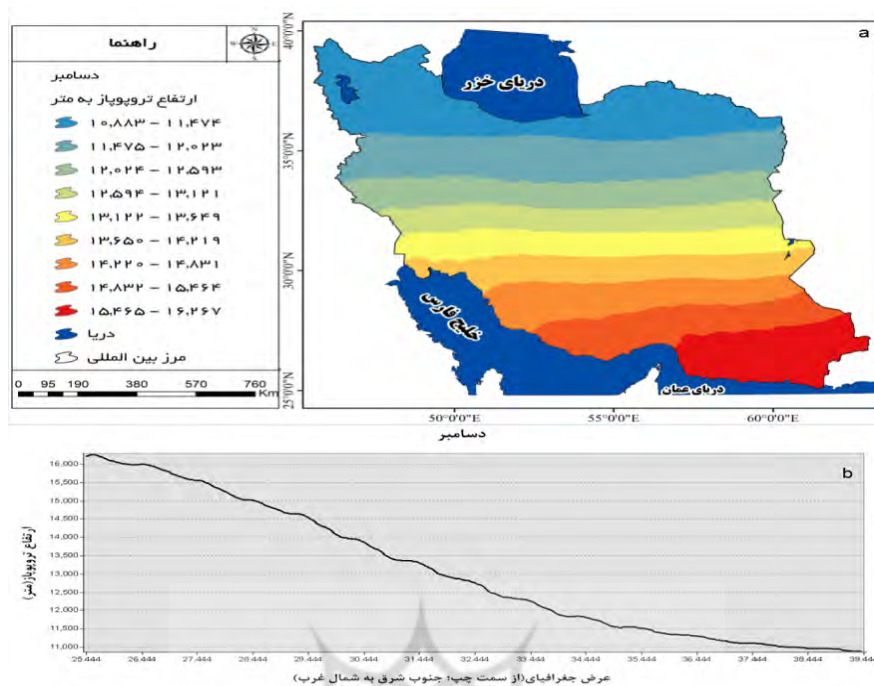 راهنما
دسامبر
ارتفاع تروپوپاز به متر
۱۰,۸۸۳ - ۱۱,۴۷۴
۱۱,۴۷۵ - ۱۲,۰۲۳
۱۲,۰۲۴ - ۱۲,۵۹۳
۱۲,۵۹۴ - ۱۳,۱۲۱
۱۳,۱۲۲ - ۱۳,۶۴۹
۱۳,۶۵۰ - ۱۴,۲۱۹
۱۴,۲۲۰ - ۱۴,۸۳۱
۱۴,۸۳۲ - ۱۵,۴۶۴
۱۵,۴۶۵ - ۱۶,۲۶۷
دریا
مرز بین المللی
0 95 190 380 570 760
Km
a
40°0'0"N
35°0'0"N
30°0'0"N
25°0'0"N
دریای خزر
خلیج فارس
دریای عمان
50°0'0"E 55°0'0"E 60°0'0"E
دسامبر
b
ارتفاع تروپوپاز(متر)
16,000
15,500
15,000
14,500
14,000
13,500
13,000
12,500
12,000
11,500
11,000
25.444 26.444 27.444 28.444 29.444 30.444 31.444 32.444 33.444 34.444 35.444 36.444 37.444 38.444 39.444
عرض جغرافیای(از سمت چپ: جنوب شرق به شمال غرب)